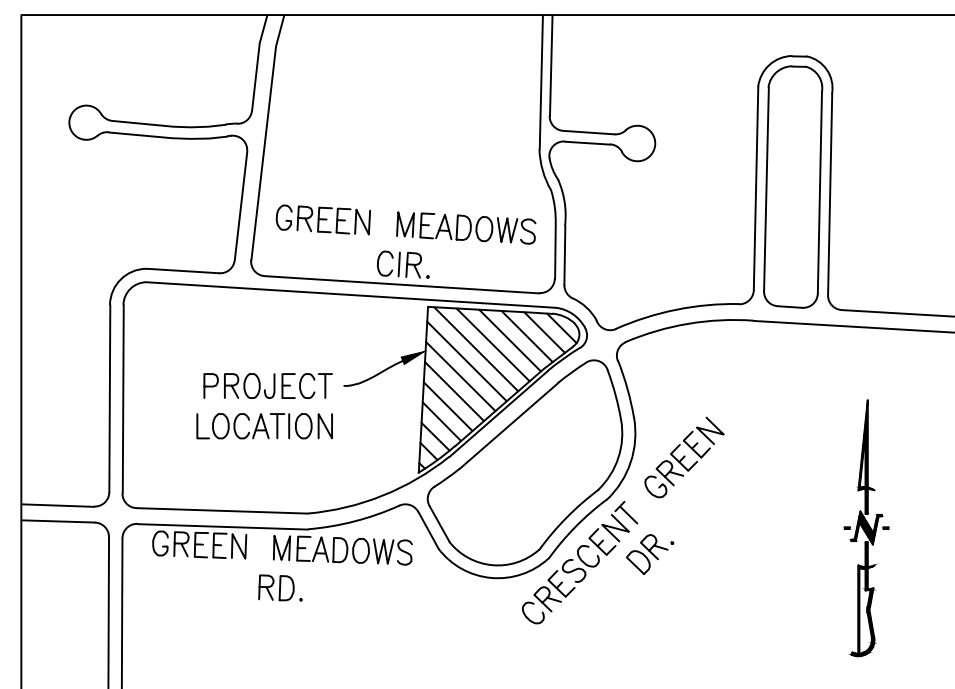 GREEN MEADOWS
CIR.
PROJECT
LOCATION
GREEN MEADOWS
RD.
CRESCENT GREEN
DR.
N